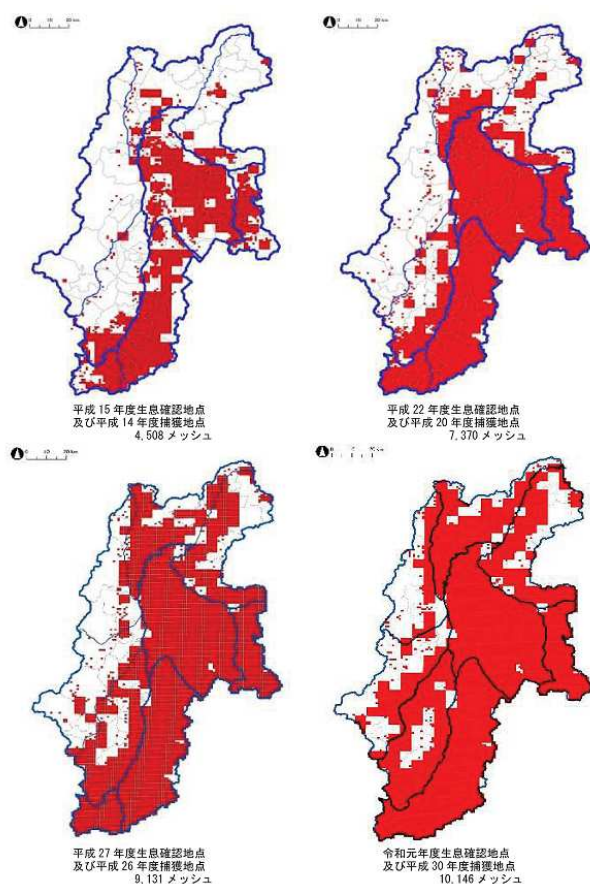 平成 15 年度生息確認地点
及び平成 14 年度捕獲地点
4,508 メッシュ
平成 22 年度生息確認地点
及び平成 20 年度捕獲地点
7,370 メッシュ
平成 27 年度生息確認地点
及び平成 26 年度捕獲地点
9,131 メッシュ
令和元年度生息確認地点
及び平成 30 年度捕獲地点
10,146 メッシュ